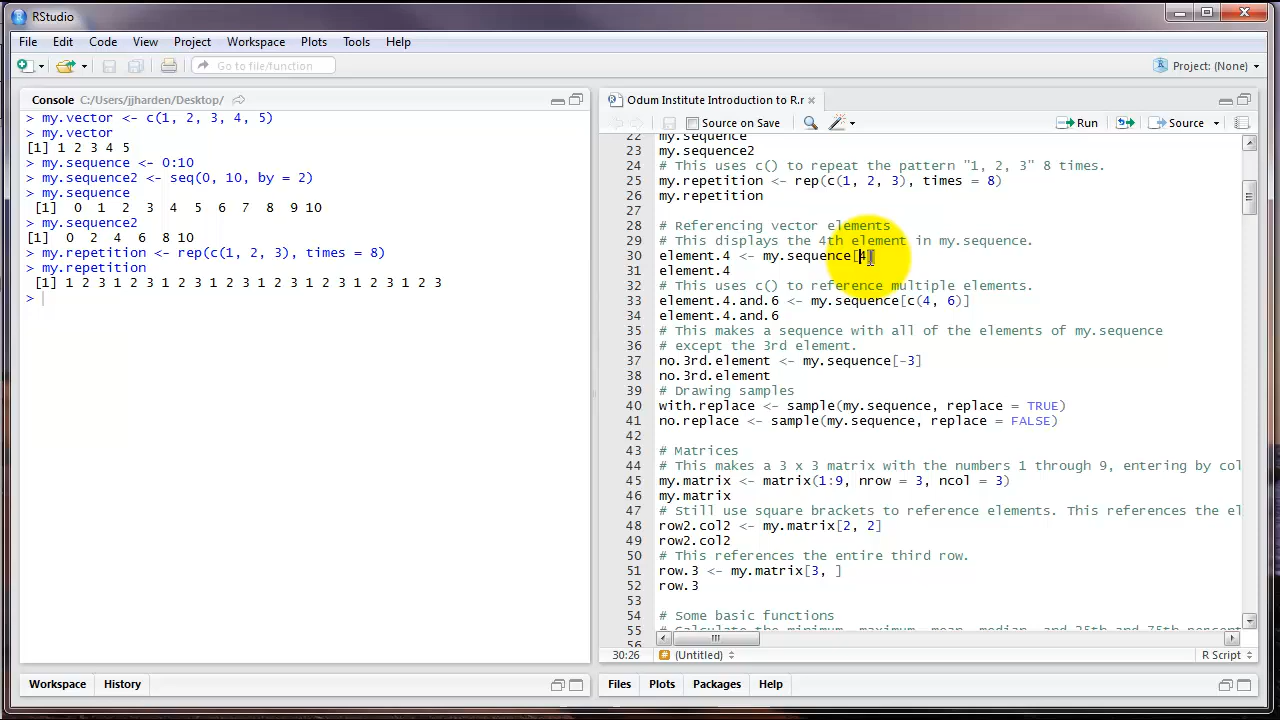 RStudio
File Edit Code View Project Workspace Plots Tools Help
Go to file/function
Project: (None)
Console C:/Users/jjharden/Desktop/
> my.vector <- c(1, 2, 3, 4, 5)
> my.vector
[1] 1 2 3 4 5
> my.sequence <- 0:10
> my.sequence2 <- seq(0, 10, by = 2)
> my.sequence
[1] 0 1 2 3 4 5 6 7 8 9 10
> my.sequence2
[1] 0 2 4 6 8 10
> my.repetition <- rep(c(1, 2, 3), times = 8)
> my.repetition
[1] 1 2 3 1 2 3 1 2 3 1 2 3 1 2 3 1 2 3 1 2 3 1 2 3
>
Workspace History
Odum Institute Introduction to R.r
Source on Save Run Source
22 my.sequence
23 my.sequence2
24 # This uses c() to repeat the pattern "1, 2, 3" 8 times.
25 my.repetition <- rep(c(1, 2, 3), times = 8)
26 my.repetition
27
28 # Referencing vector elements
29 # This displays the 4th element in my.sequence.
30 element.4 <- my.sequence[4]
31 element.4
32 # This uses c() to reference multiple elements.
33 element.4.and.6 <- my.sequence[c(4, 6)]
34 element.4.and.6
35 # This makes a sequence with all of the elements of my.sequence
36 # except the 3rd element.
37 no.3rd.element <- my.sequence[-3]
38 no.3rd.element
39 # Drawing samples
40 with.replace <- sample(my.sequence, replace = TRUE)
41 no.replace <- sample(my.sequence, replace = FALSE)
42
43 # Matrices
44 # This makes a 3 x 3 matrix with the numbers 1 through 9, entering by col
45 my.matrix <- matrix(1:9, nrow = 3, ncol = 3)
46 my.matrix
47 # Still use square brackets to reference elements. This references the el
48 row2.col2 <- my.matrix[2, 2]
49 row2.col2
50 # This references the entire third row.
51 row.3 <- my.matrix[3, ]
52 row.3
53
54 # Some basic functions
55 # Calculate the minimum, maximum, mean, median, and 25th and 75th percent
56
30:26 (Untitled) R Script
Files Plots Packages Help